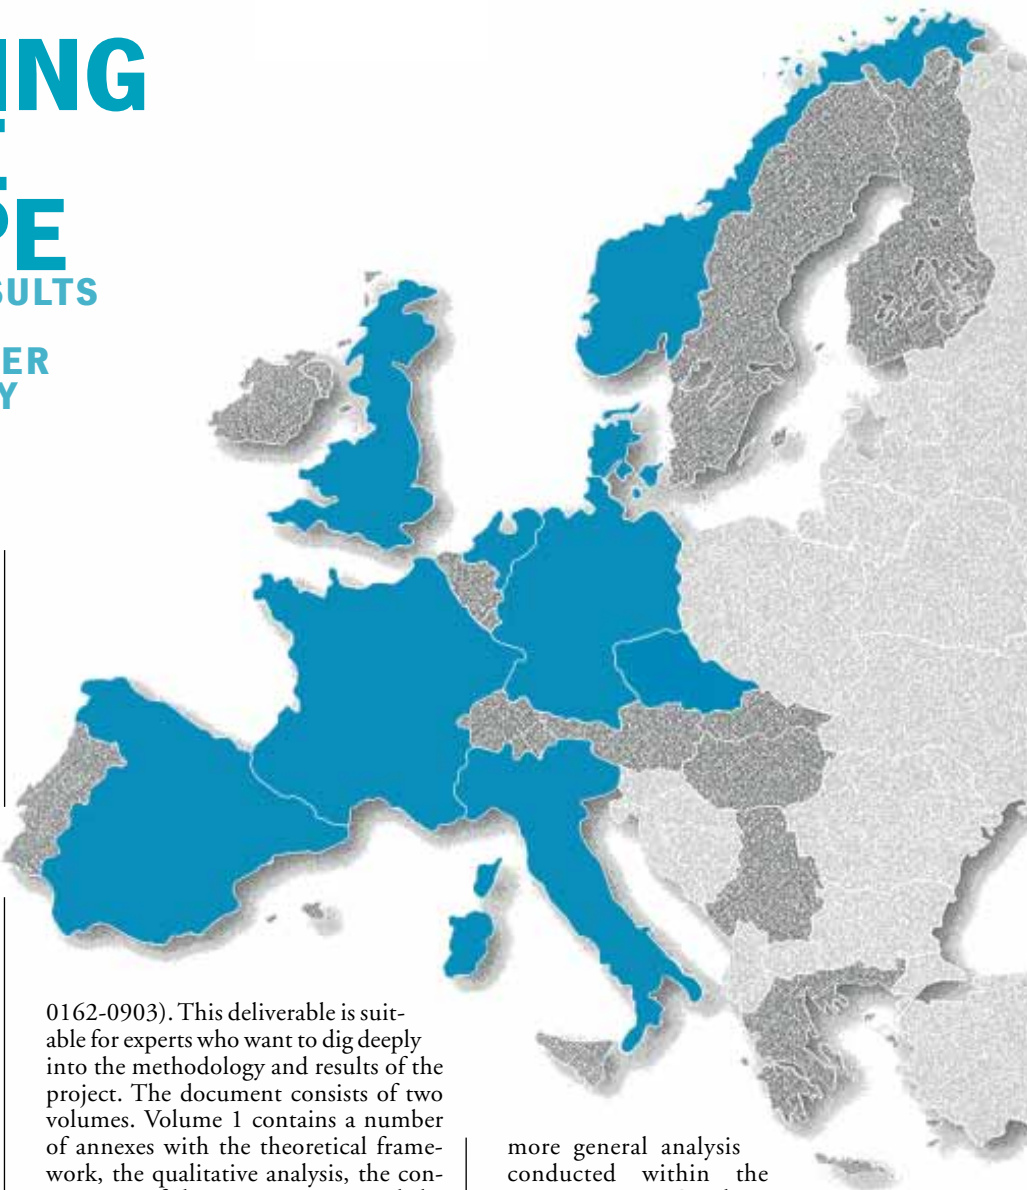 ING
PE
SULTS
ER
Y
0162-0903). This deliverable is suit-
able for experts who want to dig deeply
into the methodology and results of the
project. The document consists of two
volumes. Volume 1 contains a number
of annexes with the theoretical frame-
work, the qualitative analysis, the con-
more general analysis
conducted within the